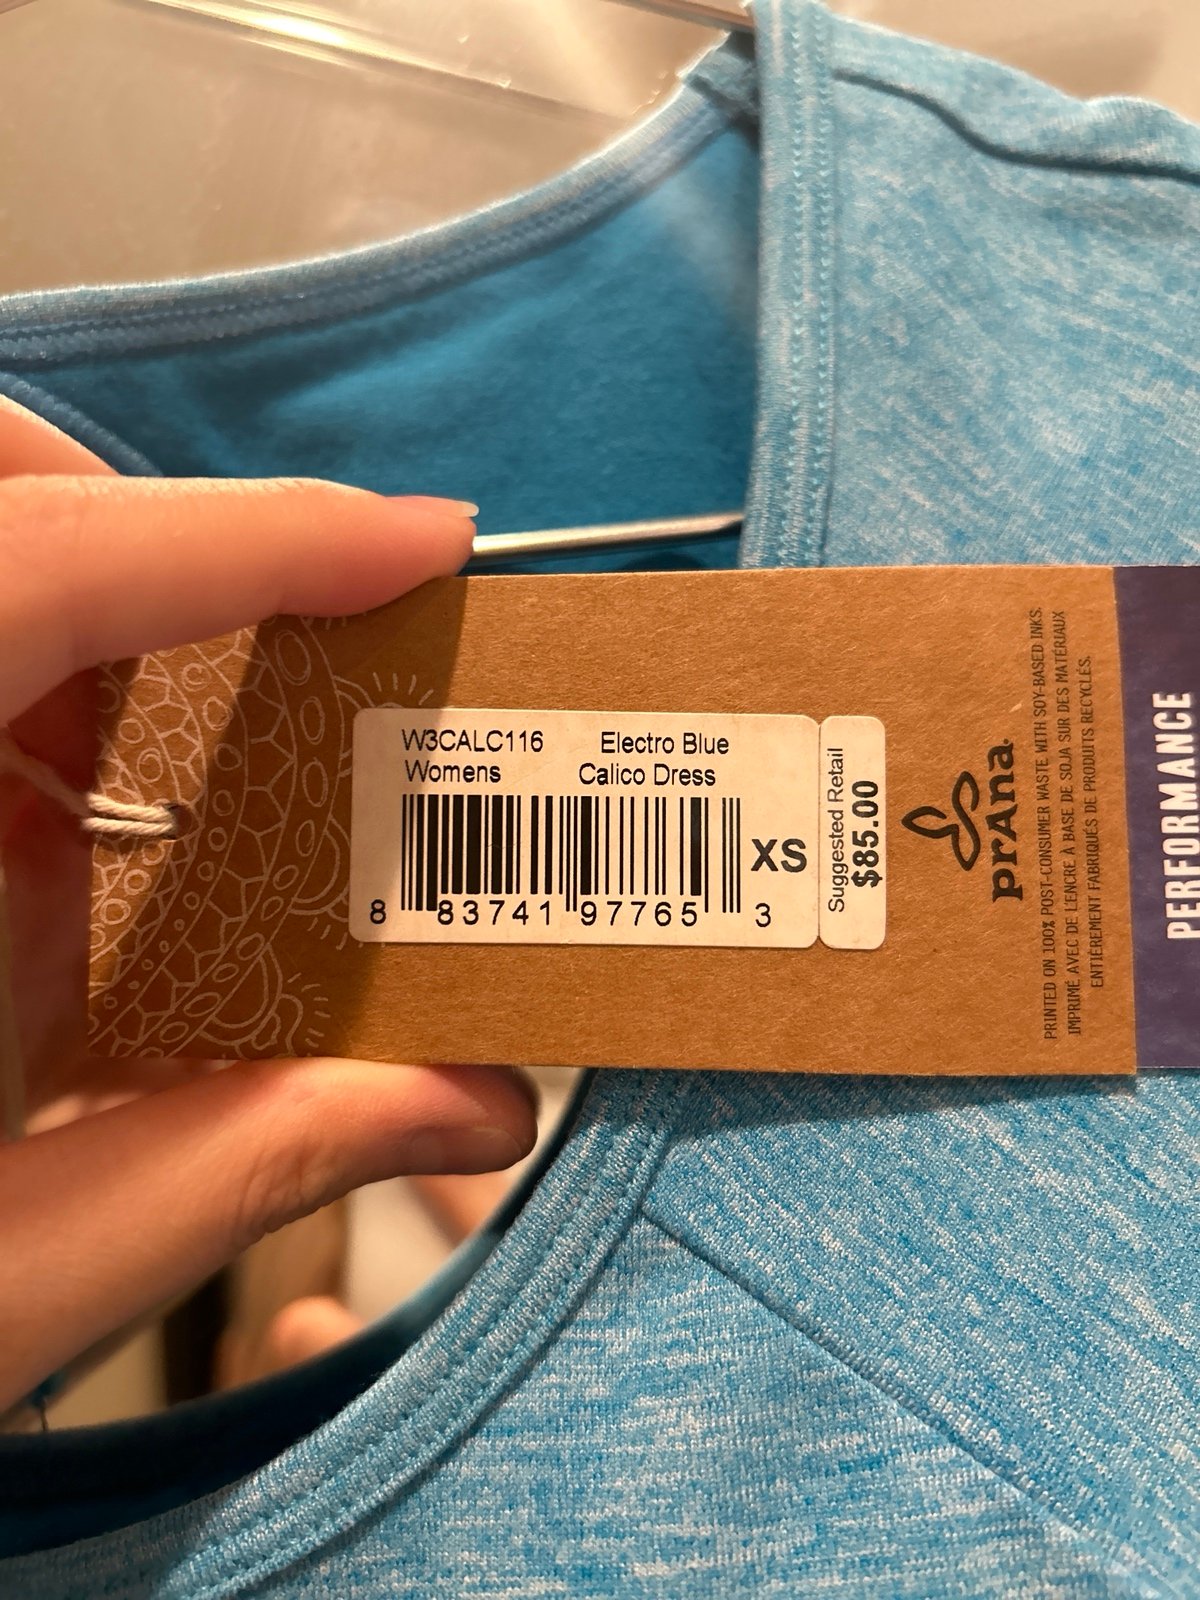 W3CALC116 Electro Blue
Womens Calico Dress
XS
8 83741 97765 3
Suggested Retail
$85.00
prAna
PRINTED ON 100% POST-CONSUMER WASTE WITH SOY-BASED INKS.
IMPRIMÉ AVEC DE L'ENCRE À BASE DE SOJA SUR DES MATÉRIAUX
ENTIÈREMENT FABRIQUÉS DE PRODUITS RECYCLÉS.
PERFORMANCE